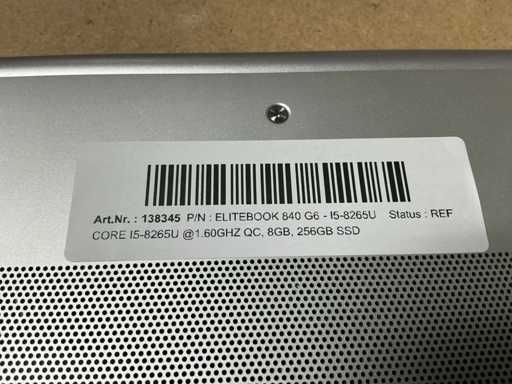 Art.Nr. : 138345 P/N : ELITEBOOK 840 G6 - I5-8265U Status : REF
CORE I5-8265U @1.60GHZ QC, 8GB, 256GB SSD